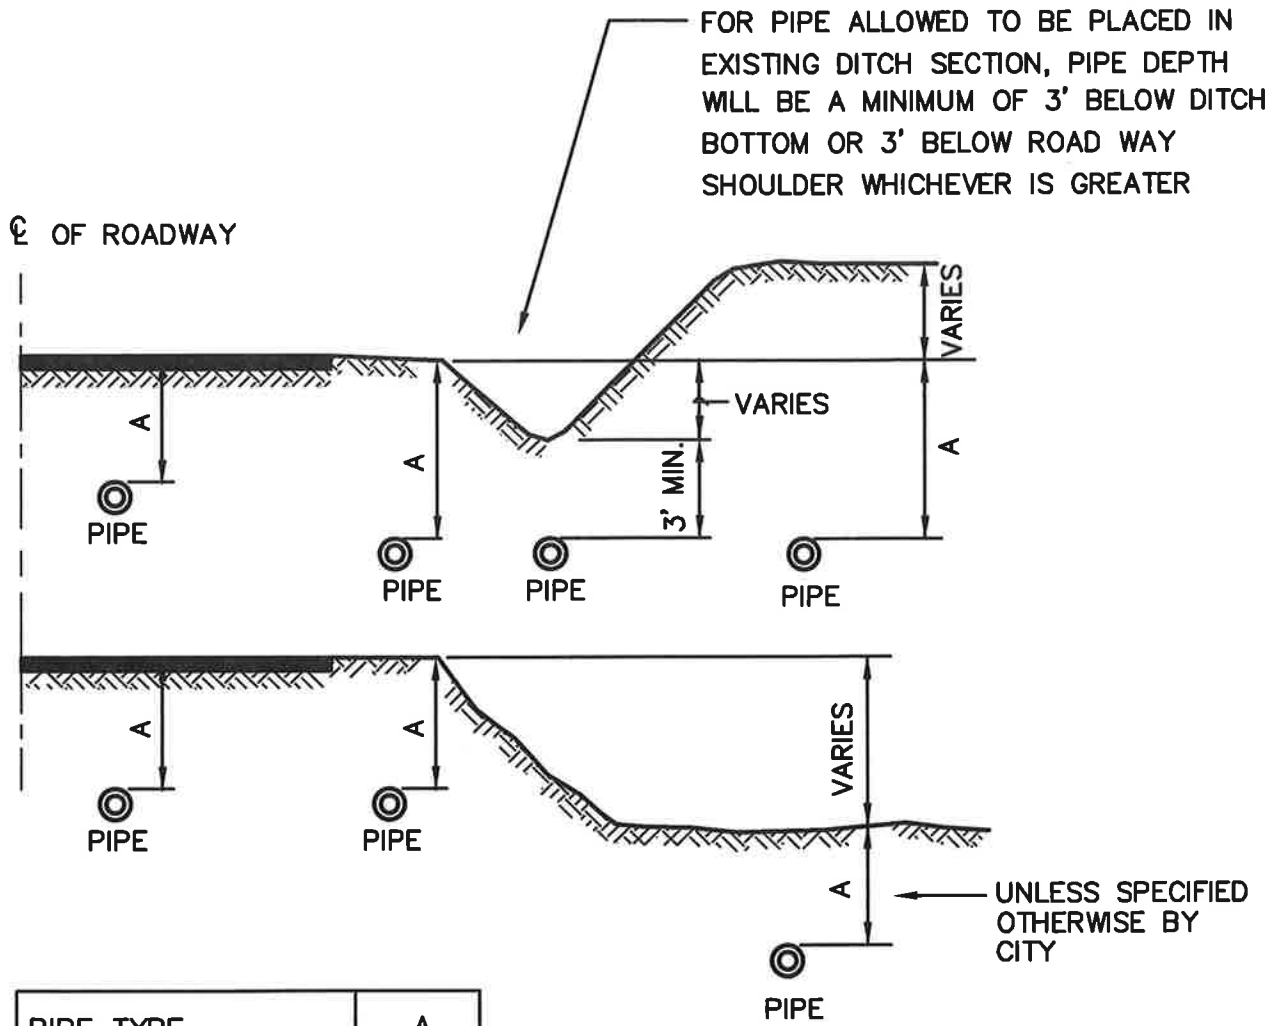 FOR PIPE ALLOWED TO BE PLACED IN
EXISTING DITCH SECTION, PIPE DEPTH
WILL BE A MINIMUM OF 3' BELOW DITCH
BOTTOM OR 3' BELOW ROAD WAY
SHOULDER WHICHEVER IS GREATER
℄ OF ROADWAY
VARIES
VARIES
A
A
3' MIN.
A
PIPE
PIPE
PIPE
PIPE
A
A
VARIES
PIPE
PIPE
A
UNLESS SPECIFIED
OTHERWISE BY
CITY
PIPE
PIPE TYPE
A